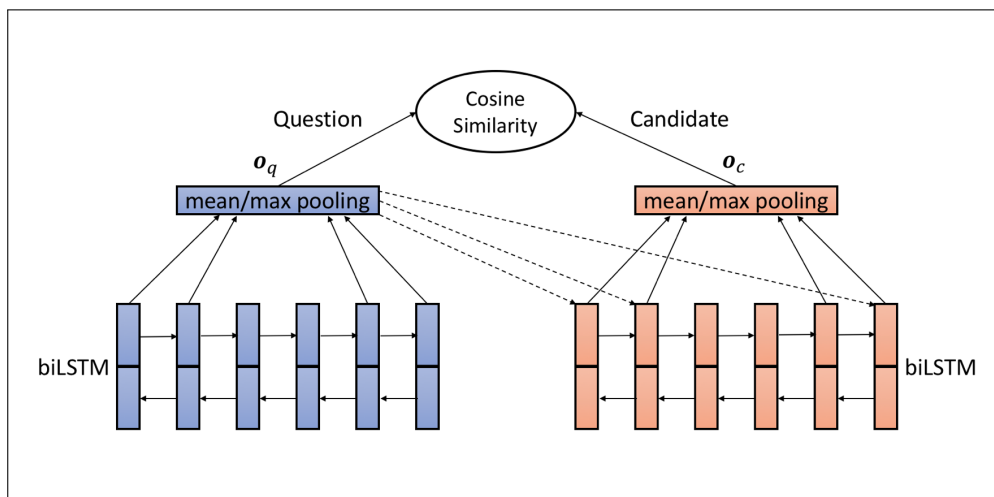 Cosine
Similarity
Question
Candidate
o_q
o_c
mean/max pooling
mean/max pooling
biLSTM
biLSTM